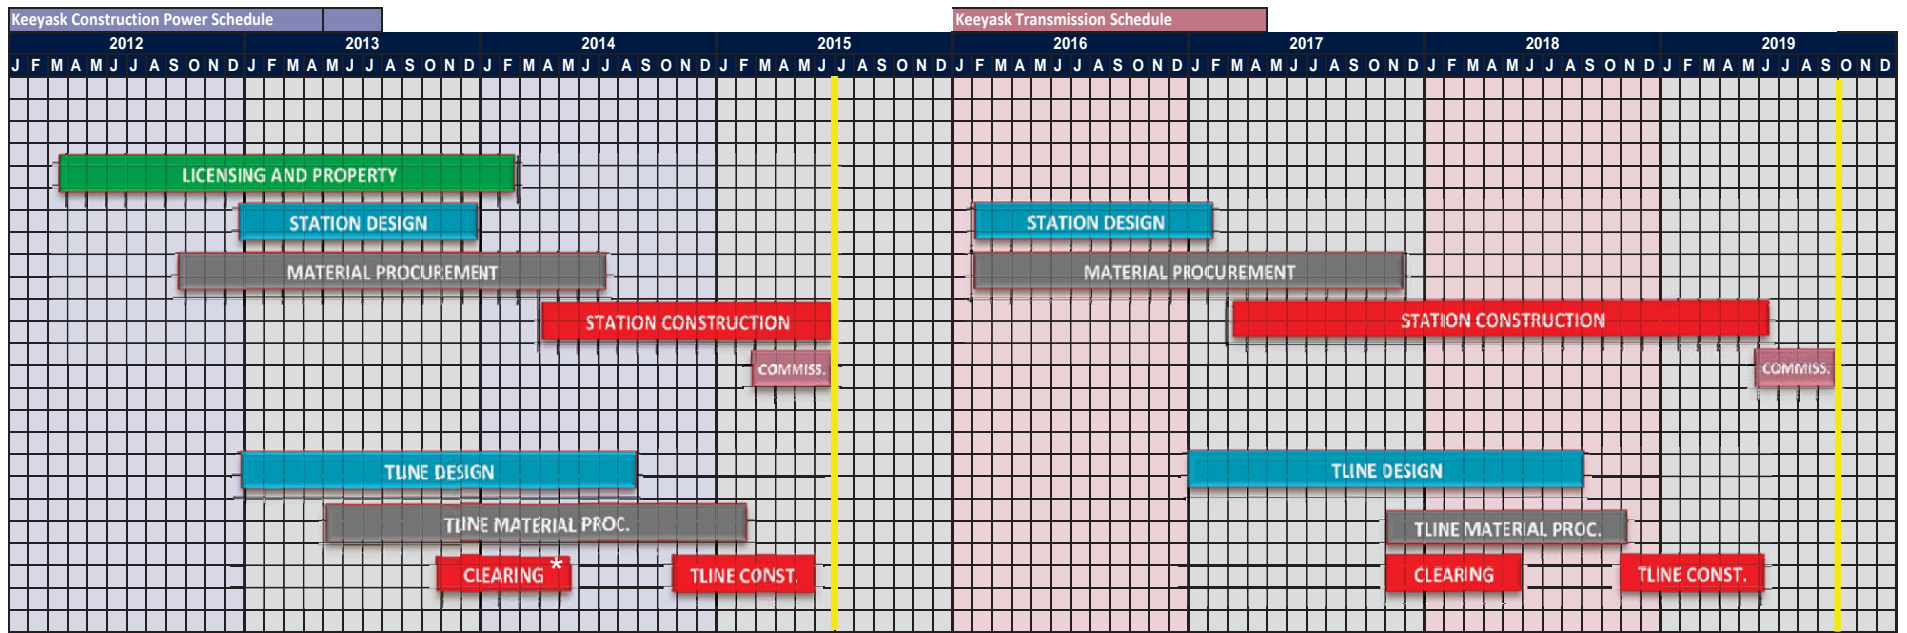 Keeyask Construction Power Schedule Keeyask Transmission Schedule
2012 2013 2014 2015 2016 2017 2018 2019
J F M A M J J A S O N D J F M A M J J A S O N D J F M A M J J A S O N D J F M A M J J A S O N D J F M A M J J A S O N D J F M A M J J A S O N D J F M A M J J A S O N D J F M A M J J A S O N D
LICENSING AND PROPERTY
STATION DESIGN STATION DESIGN
MATERIAL PROCUREMENT MATERIAL PROCUREMENT
STATION CONSTRUCTION STATION CONSTRUCTION
COMMISS. COMMISS.
TLINE DESIGN TLINE DESIGN
TLINE MATERIAL PROC. TLINE MATERIAL PROC.
CLEARING * TLINE CONST. CLEARING TLINE CONST.